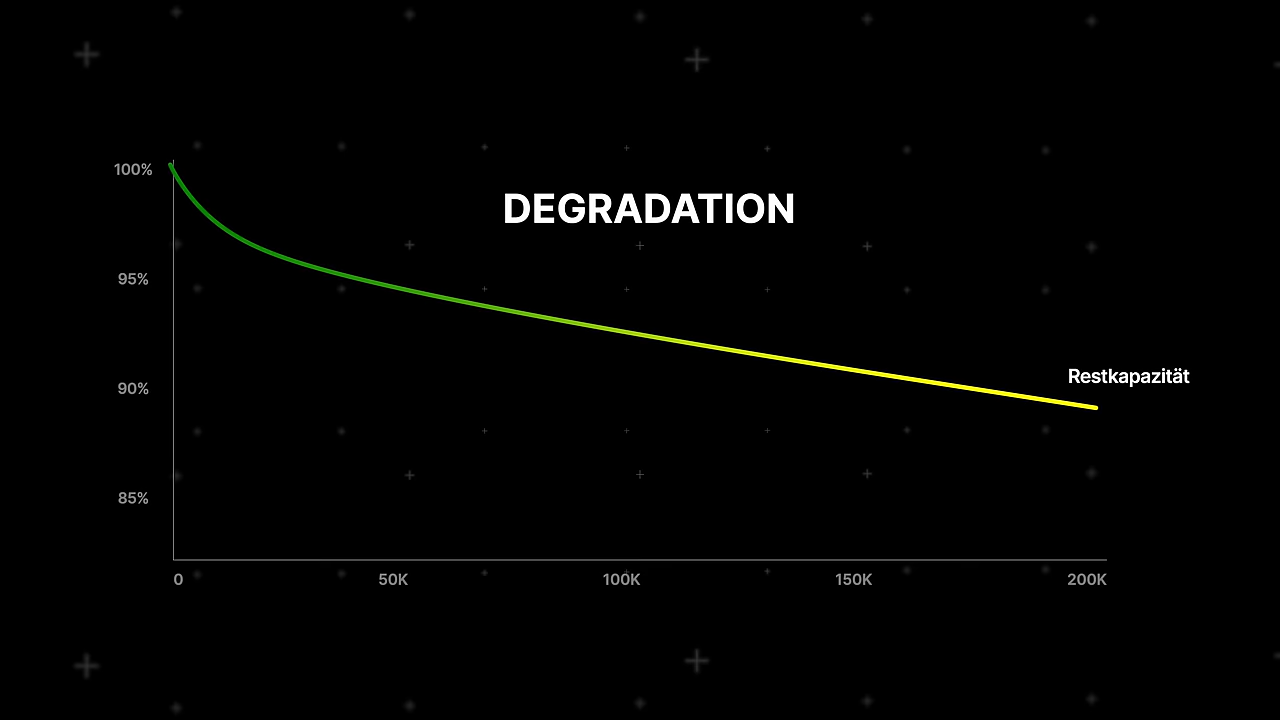 DEGRADATION
100%
95%
90%
85%
Restkapazität
0
50K
100K
150K
200K